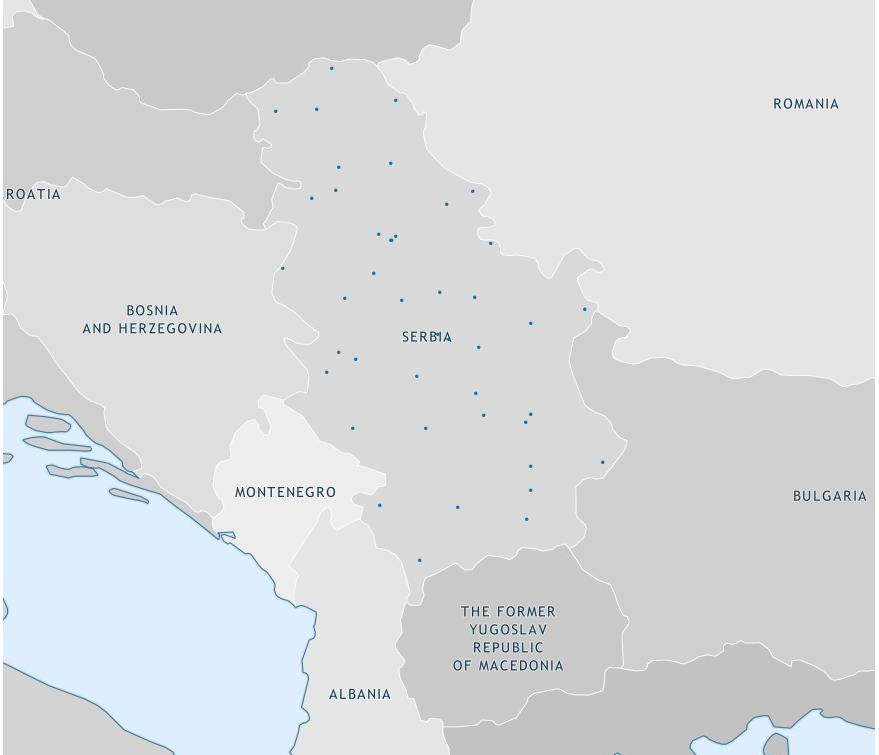 ROMANIA
ROATIA
BOSNIA
AND HERZEGOVINA
SERBIA
MONTENEGRO
BULGARIA
THE FORMER
YUGOSLAV
REPUBLIC
OF MACEDONIA
ALBANIA